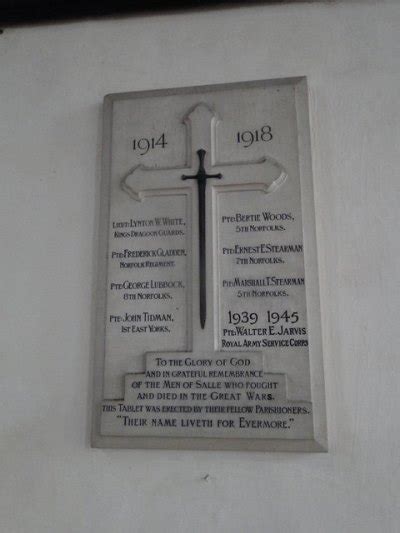 1914 1918
Lieut: Lynton W. White,
Kings Dragoon Guards.
Pte: Frederick Gladden,
Norfolk Regiment.
Pte: George Lubbock,
8th Norfolks.
Pte: John Tidman,
1st East Yorks.
Pte: Bertie Woods,
5th Norfolks.
Pte: Ernest E. Stearman
7th Norfolks.
Pte: Marshall T. Stearman
5th Norfolks.
1939 1945
Pte: Walter E. Jarvis
Royal Army Service Corps
To the Glory of God
and in grateful remembrance
of the Men of Salle who fought
and died in the Great Wars.
This Tablet was erected by their fellow Parishioners.
"Their name liveth for Evermore."